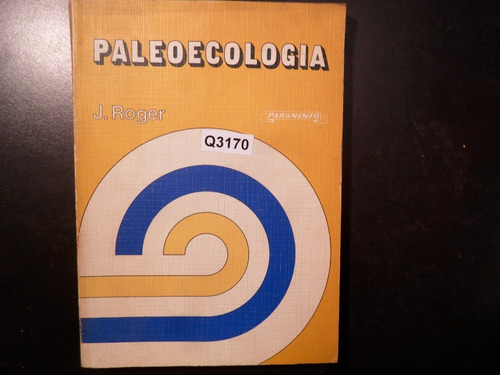 PALEOECOLOGIA
J. Roger
PARANINFO
Q3170